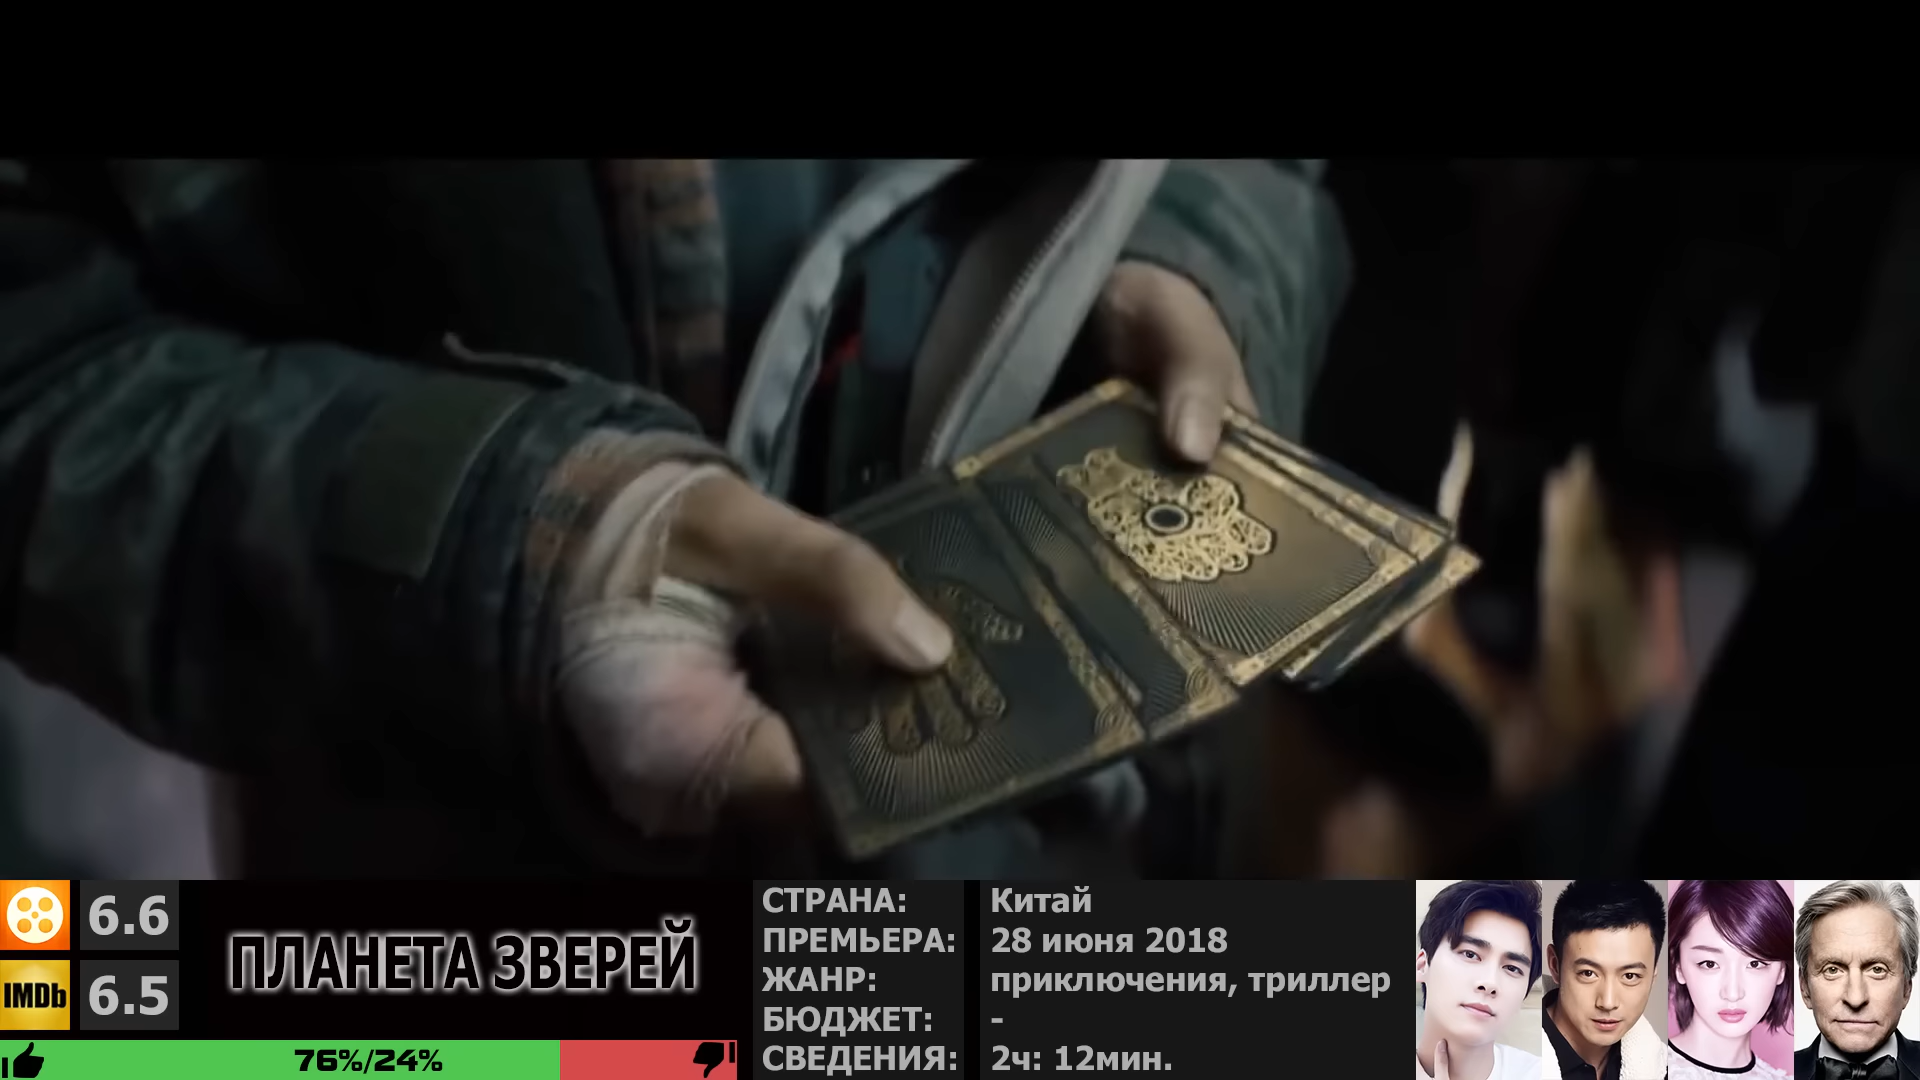 6.6
IMDb 6.5
ПЛАНЕТА ЗВЕРЕЙ
76%/24%
СТРАНА: Китай
ПРЕМЬЕРА: 28 июня 2018
ЖАНР: приключения, триллер
БЮДЖЕТ: -
СВЕДЕНИЯ: 2ч: 12мин.